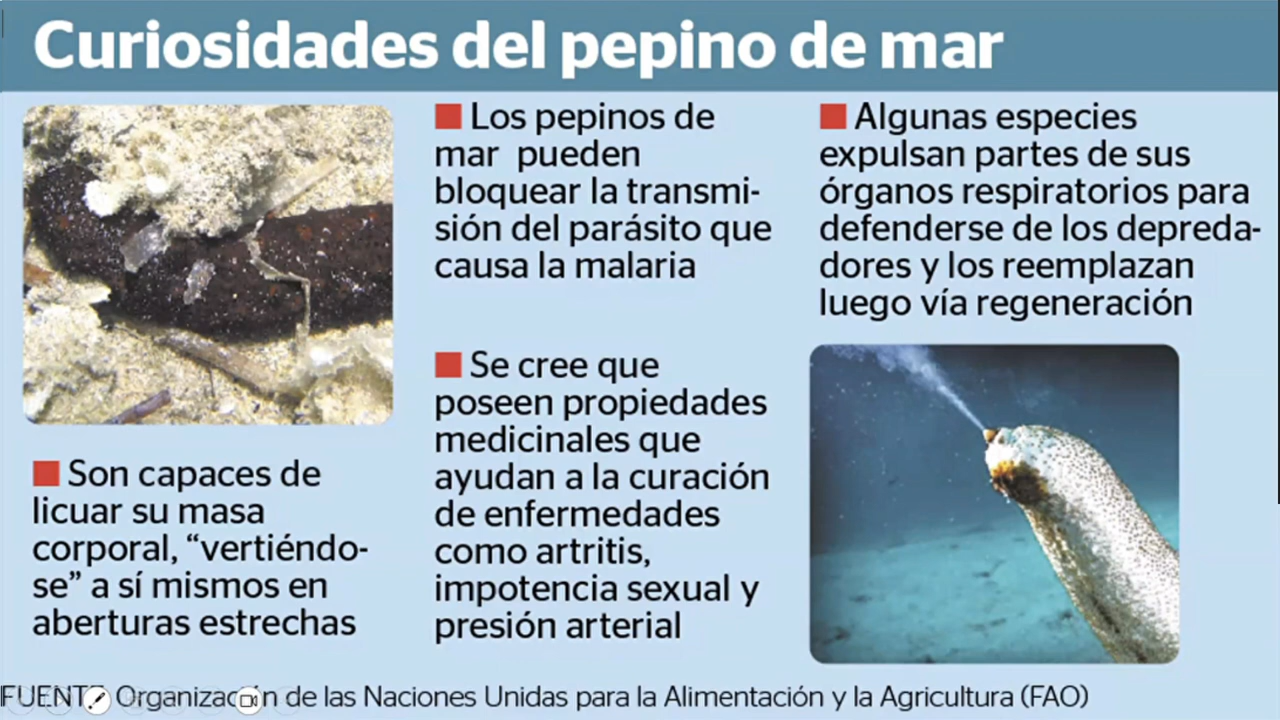 Curiosidades del pepino de mar
Son capaces de
licuar su masa
corporal, “vertiéndo-
se” a sí mismos en
aberturas estrechas
Los pepinos de
mar pueden
bloquear la transmi-
sión del parásito que
causa la malaria
Se cree que
poseen propiedades
medicinales que
ayudan a la curación
de enfermedades
como artritis,
impotencia sexual y
presión arterial
Algunas especies
expulsan partes de sus
órganos respiratorios para
defenderse de los depreda-
dores y los reemplazan
luego vía regeneración
FUENTE Organización de las Naciones Unidas para la Alimentación y la Agricultura (FAO)